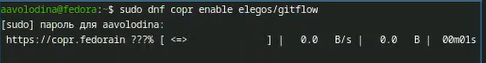 aavolodina@fedora:~$ sudo dnf copr enable elegos/gitflow
[sudo] пароль для aavolodina:
https://copr.fedorain ???% [ <=> ] | 0.0 B/s | 0.0 B | 00m01s